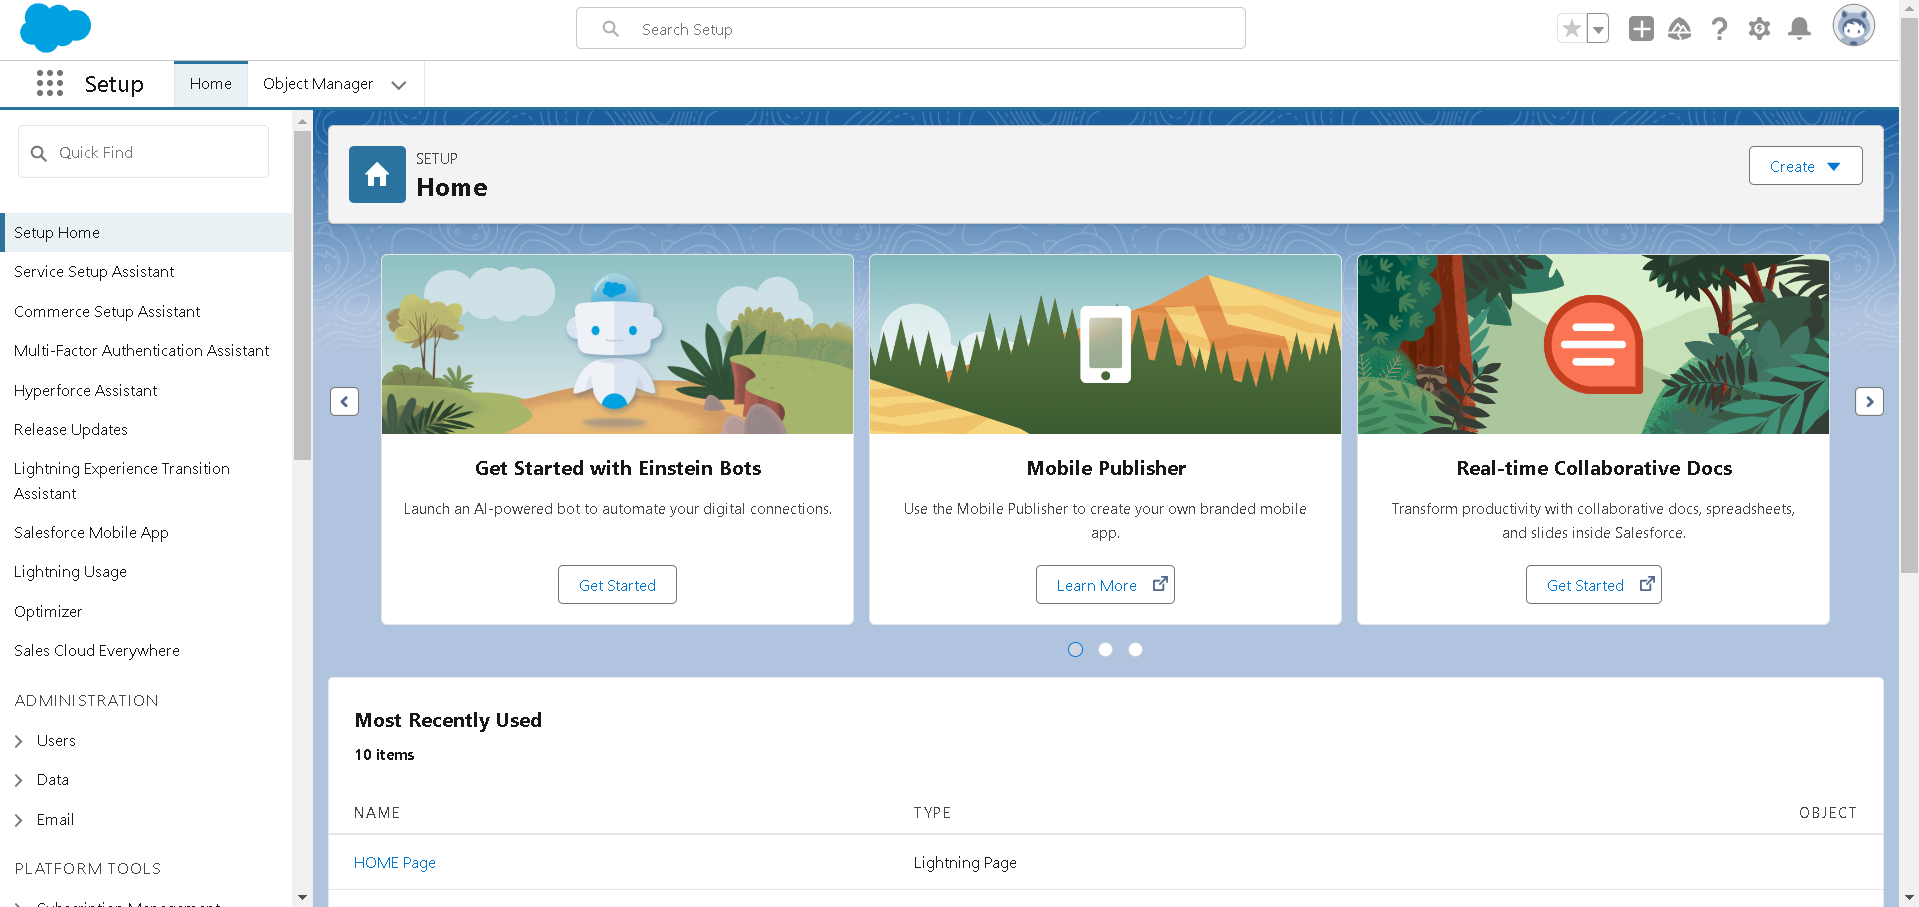 Search Setup
Setup
Home
Object Manager
Quick Find
Setup Home
Service Setup Assistant
Commerce Setup Assistant
Multi-Factor Authentication Assistant
Hyperforce Assistant
Release Updates
Lightning Experience Transition
Assistant
Salesforce Mobile App
Lightning Usage
Optimizer
Sales Cloud Everywhere
ADMINISTRATION
Users
Data
Email
PLATFORM TOOLS
Subscription Management
SETUP
Home
Create
Get Started with Einstein Bots
Launch an AI-powered bot to automate your digital connections.
Get Started
Mobile Publisher
Use the Mobile Publisher to create your own branded mobile
app.
Learn More
Real-time Collaborative Docs
Transform productivity with collaborative docs, spreadsheets,
and slides inside Salesforce.
Get Started
Most Recently Used
10 items
NAME TYPE OBJECT
HOME Page Lightning Page